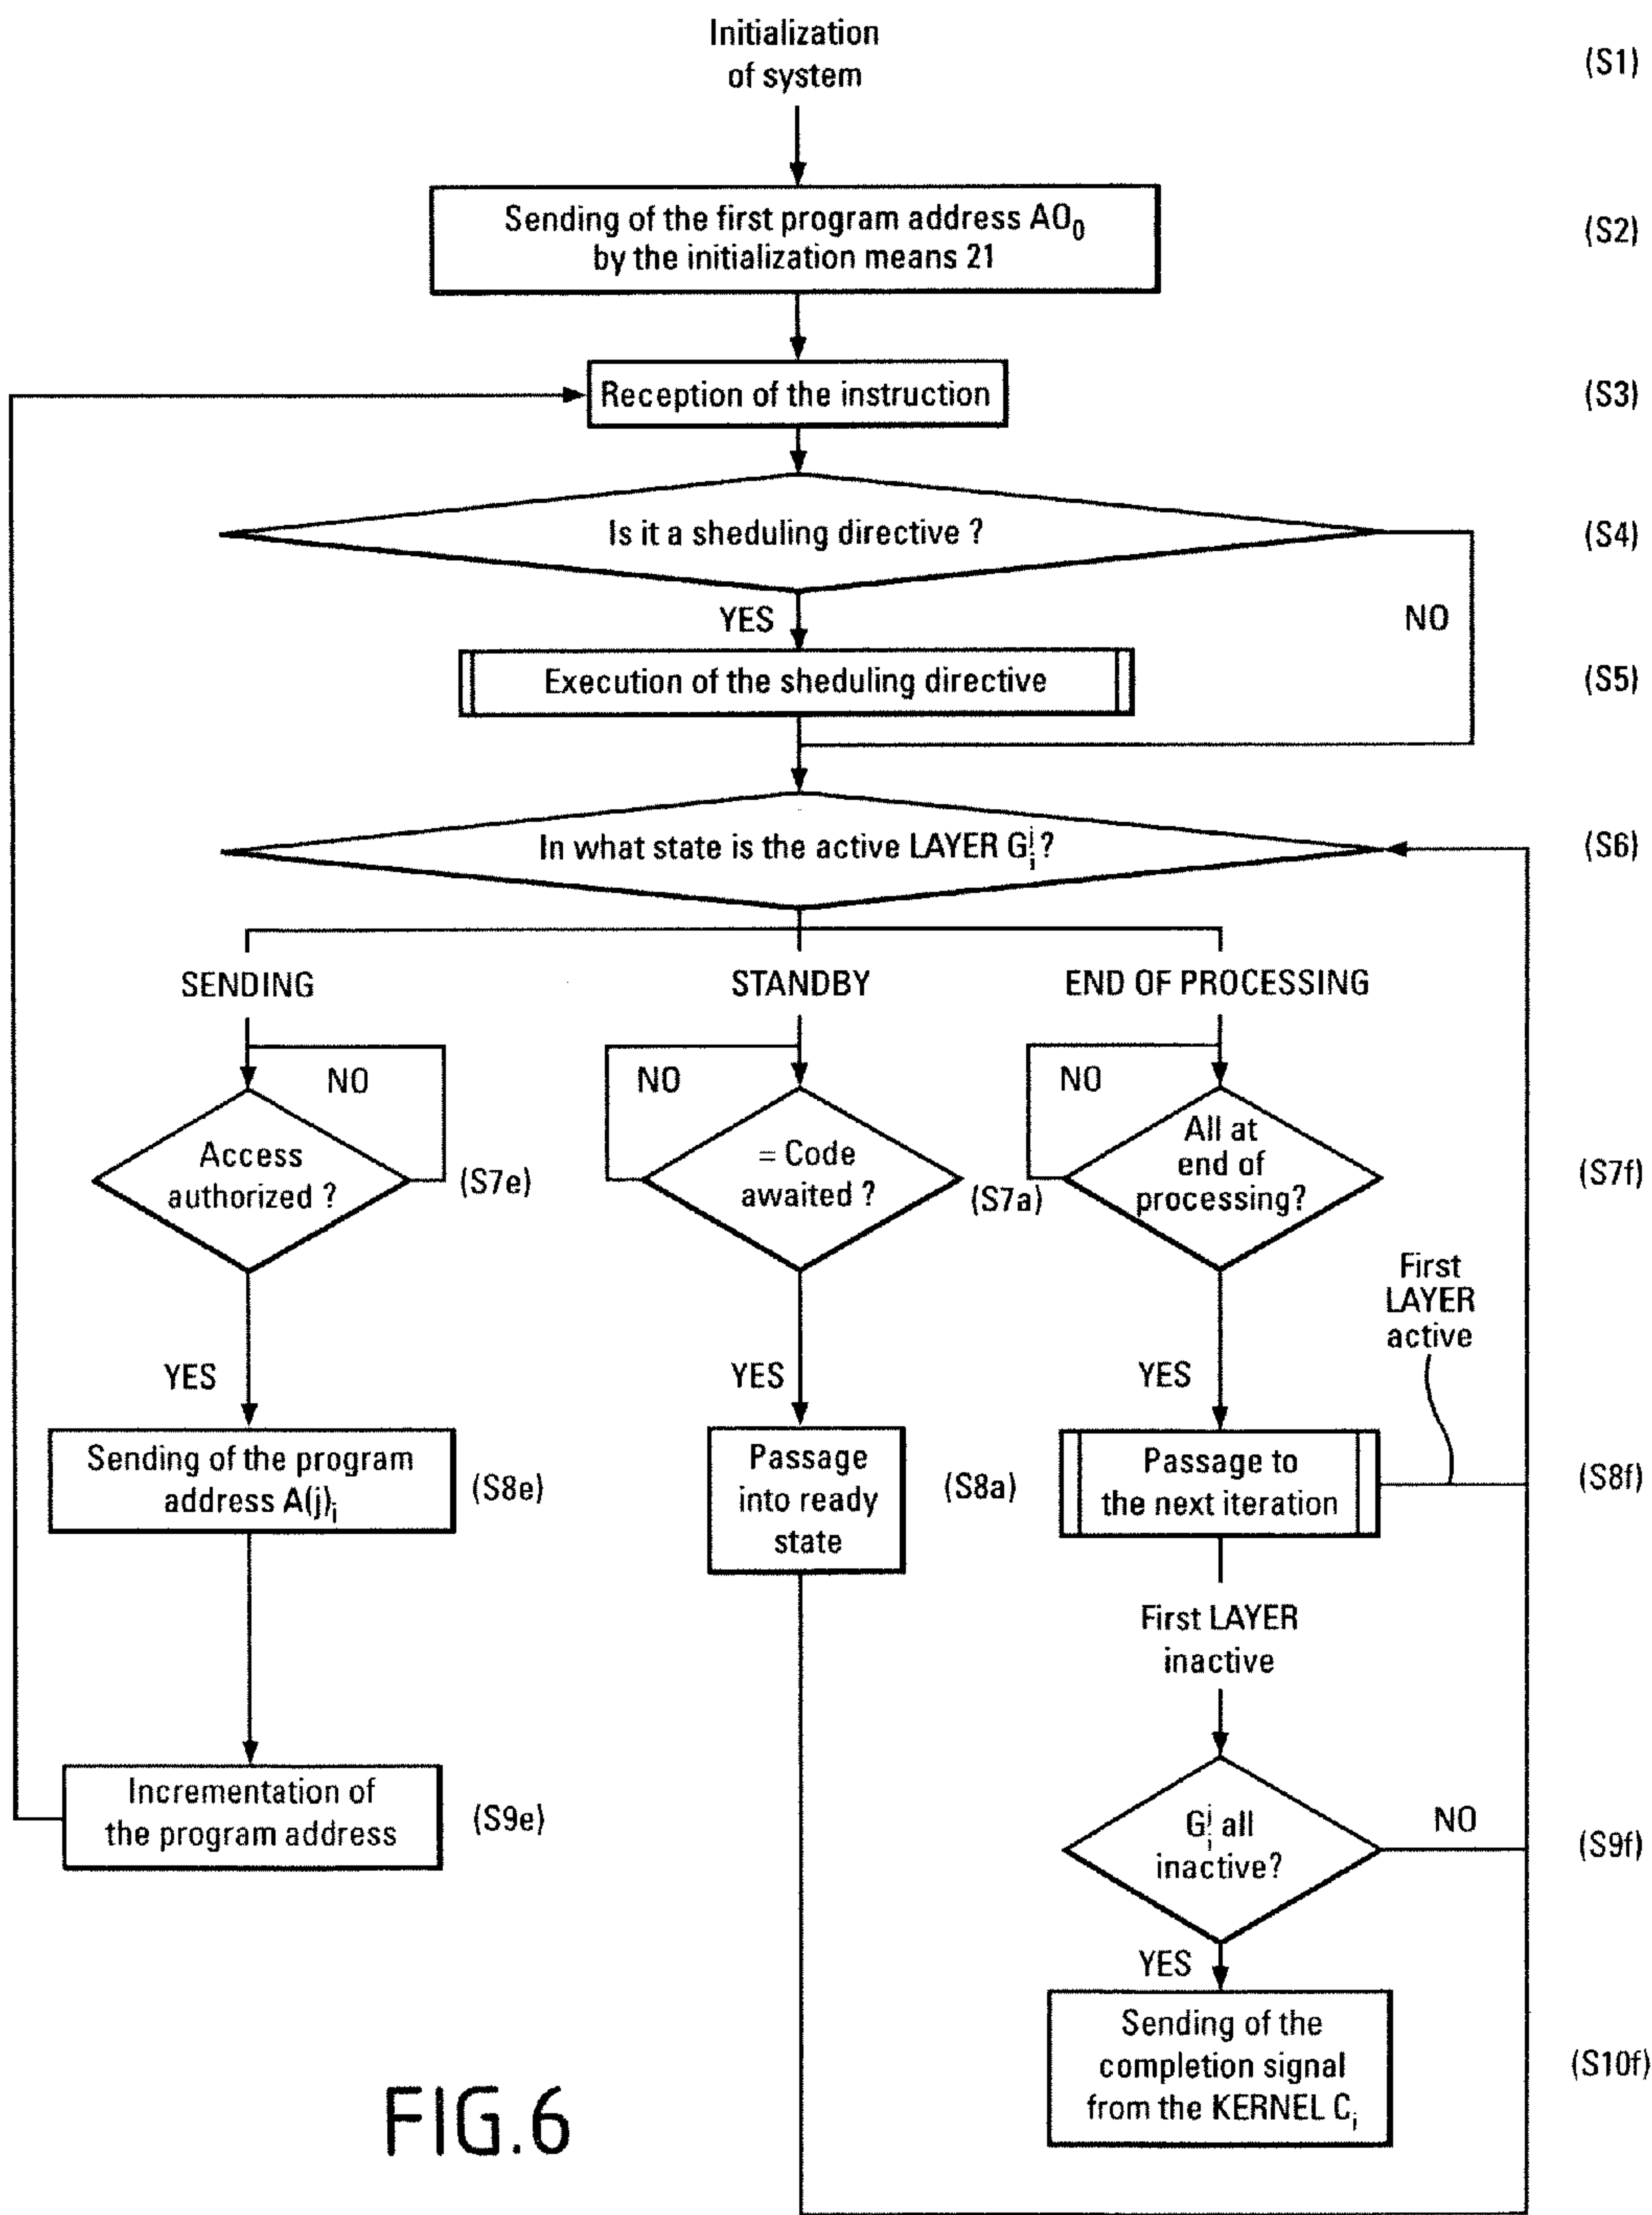 Initialization
of system
(S1)
Sending of the first program address AO₀
by the initialization means 21
(S2)
Reception of the instruction
(S3)
Is it a sheduling directive ?
(S4)
YES
NO
Execution of the sheduling directive
(S5)
In what state is the active LAYER Gᵢʲ?
(S6)
SENDING
STANDBY
END OF PROCESSING
NO
NO
NO
Access
authorized ?
(S7e)
= Code
awaited ?
(S7a)
All at
end of
processing?
(S7f)
First
LAYER
active
YES
YES
YES
Sending of the program
address A(j)ᵢ
(S8e)
Passage
into ready
state
(S8a)
Passage to
the next iteration
(S8f)
First LAYER
inactive
Incrementation of
the program address
(S9e)
Gᵢʲ all
inactive?
NO
(S9f)
YES
Sending of the
completion signal
from the KERNEL Cᵢ
(S10f)
FIG.6